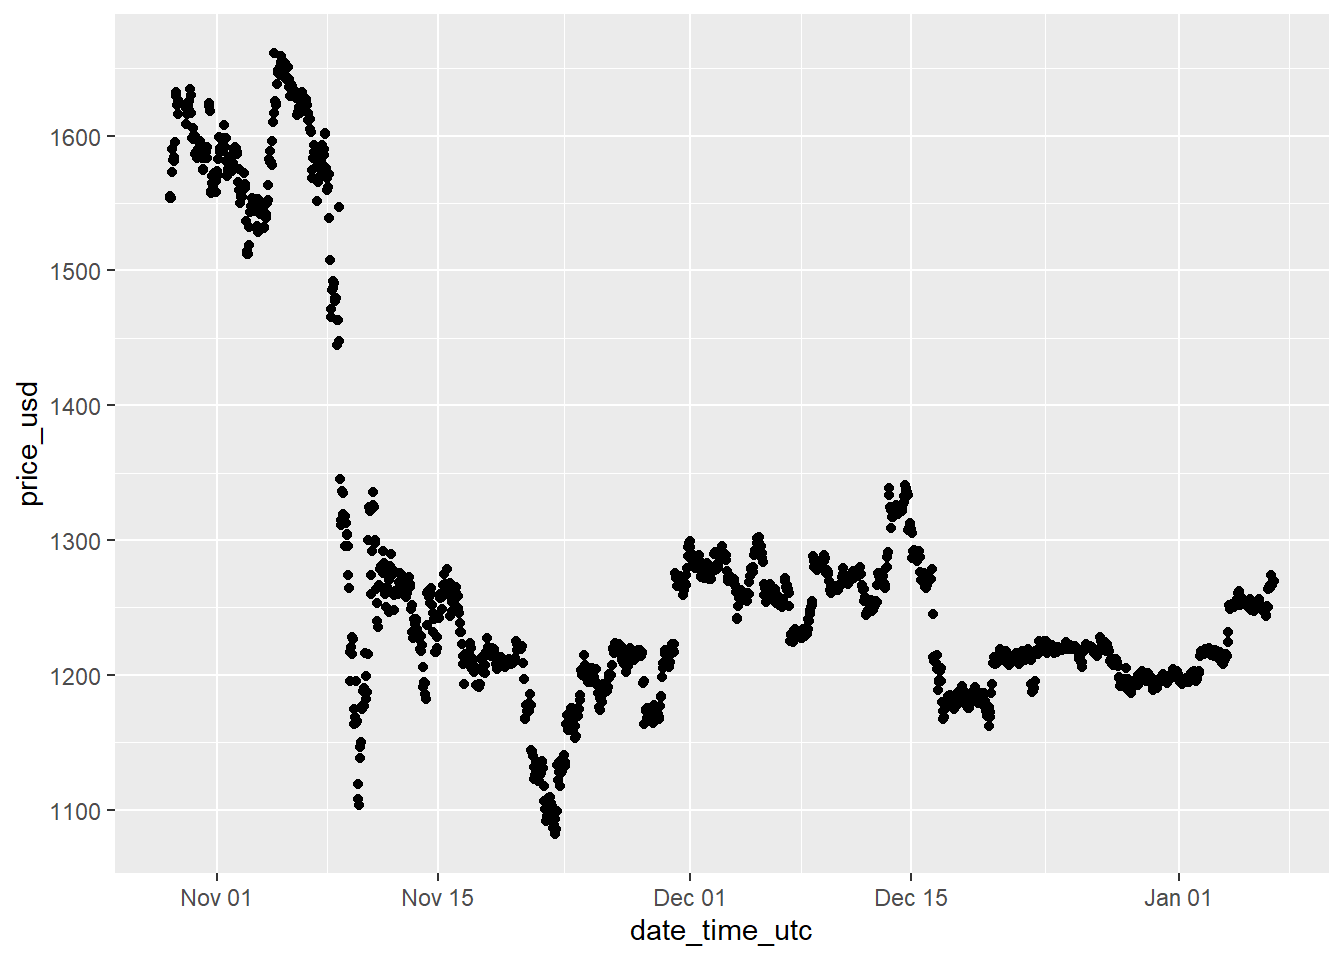 price_usd
1600
1500
1400
1300
1200
1100
Nov 01
Nov 15
Dec 01
Dec 15
Jan 01
date_time_utc